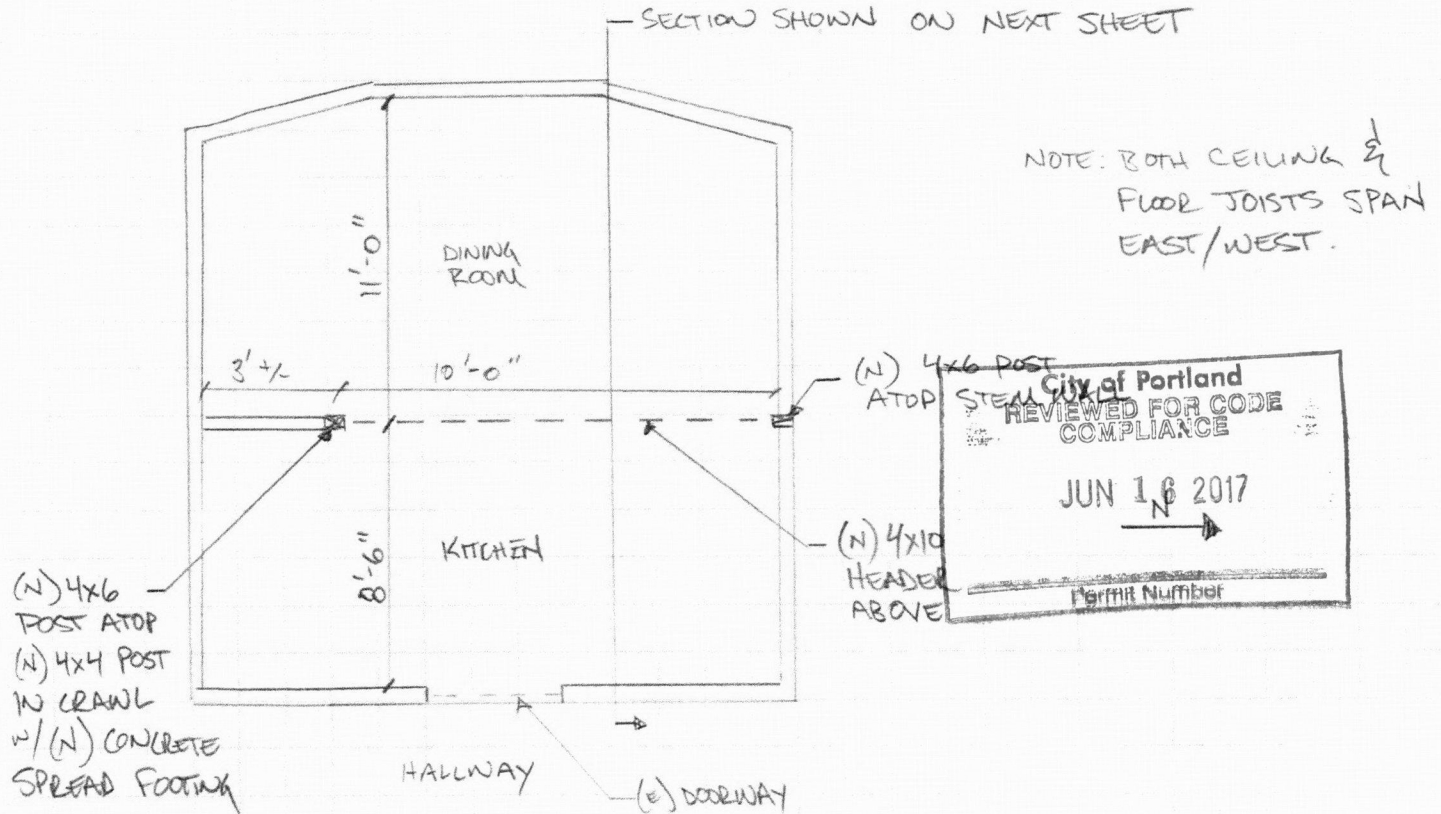 SECTION SHOWN ON NEXT SHEET
NOTE: BOTH CEILING &
FLOOR JOISTS SPAN
EAST/WEST.
11'-0"
DINING
ROOM
3' +/-
10'-0"
(N) 4x6 POST
ATOP STEM WALL
City of Portland
REVIEWED FOR CODE
COMPLIANCE
JUN 16 2017
N
Permit Number
(N) 4x10
HEADER
ABOVE
8'-6"
KITCHEN
(N) 4x6
POST ATOP
(N) 4x4 POST
IN CRAWL
w/ (N) CONCRETE
SPREAD FOOTING
HALLWAY
(E) DOORWAY